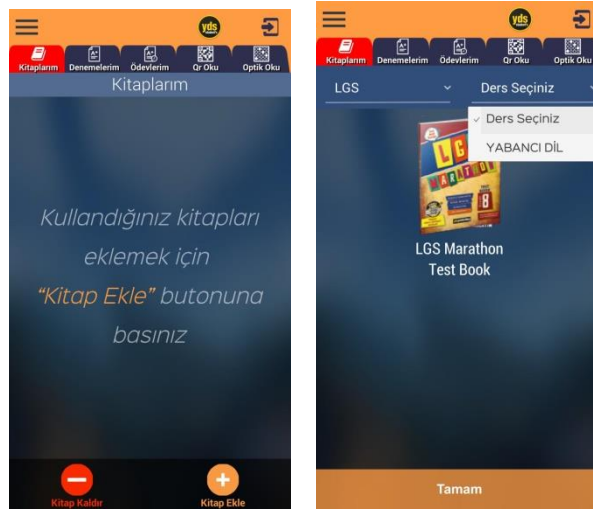 yds
Kitaplarım Denemelerim Ödevlerim Qr Oku Optik Oku
Kitaplarım
Kullandığınız kitapları
eklemek için
“Kitap Ekle” butonuna
basınız
Kitap Kaldır Kitap Ekle
yds
Kitaplarım Denemelerim Ödevlerim Qr Oku Optik Oku
LGS Ders Seçiniz
Ders Seçiniz
YABANCI DİL
8
LGS Marathon
Test Book
Tamam